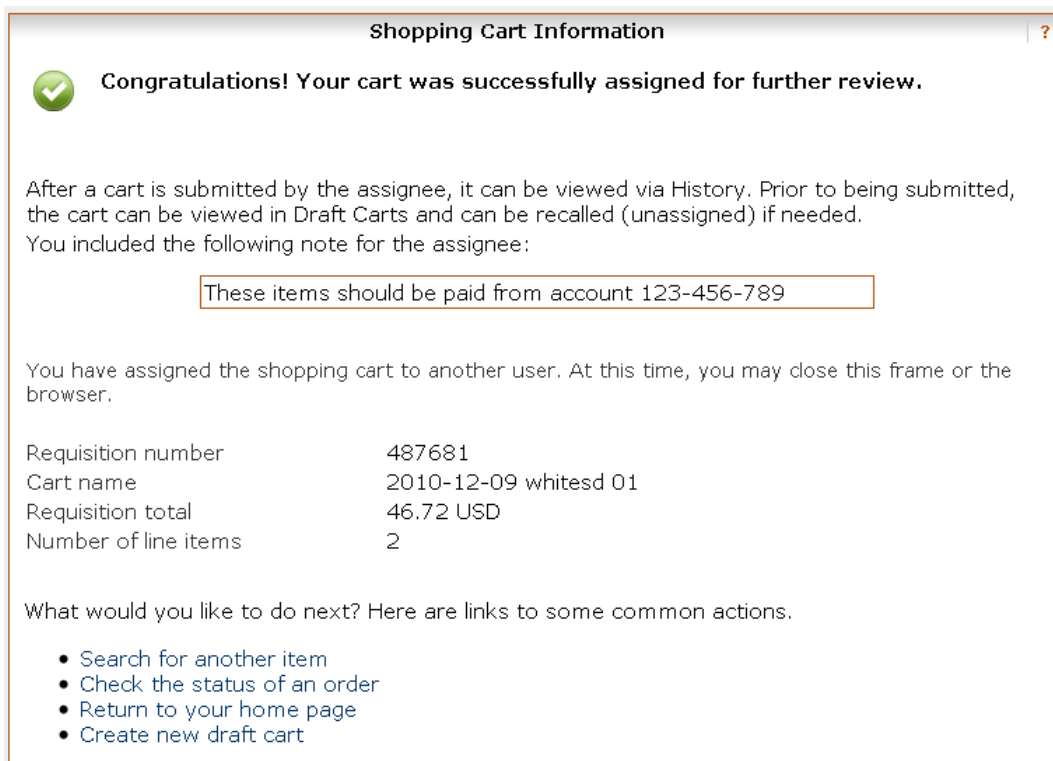 Shopping Cart Information
?
Congratulations! Your cart was successfully assigned for further review.
After a cart is submitted by the assignee, it can be viewed via History. Prior to being submitted,
the cart can be viewed in Draft Carts and can be recalled (unassigned) if needed.
You included the following note for the assignee:
These items should be paid from account 123-456-789
You have assigned the shopping cart to another user. At this time, you may close this frame or the
browser.
Requisition number 487681
Cart name 2010-12-09 whitesd 01
Requisition total 46.72 USD
Number of line items 2
What would you like to do next? Here are links to some common actions.
• Search for another item
• Check the status of an order
• Return to your home page
• Create new draft cart